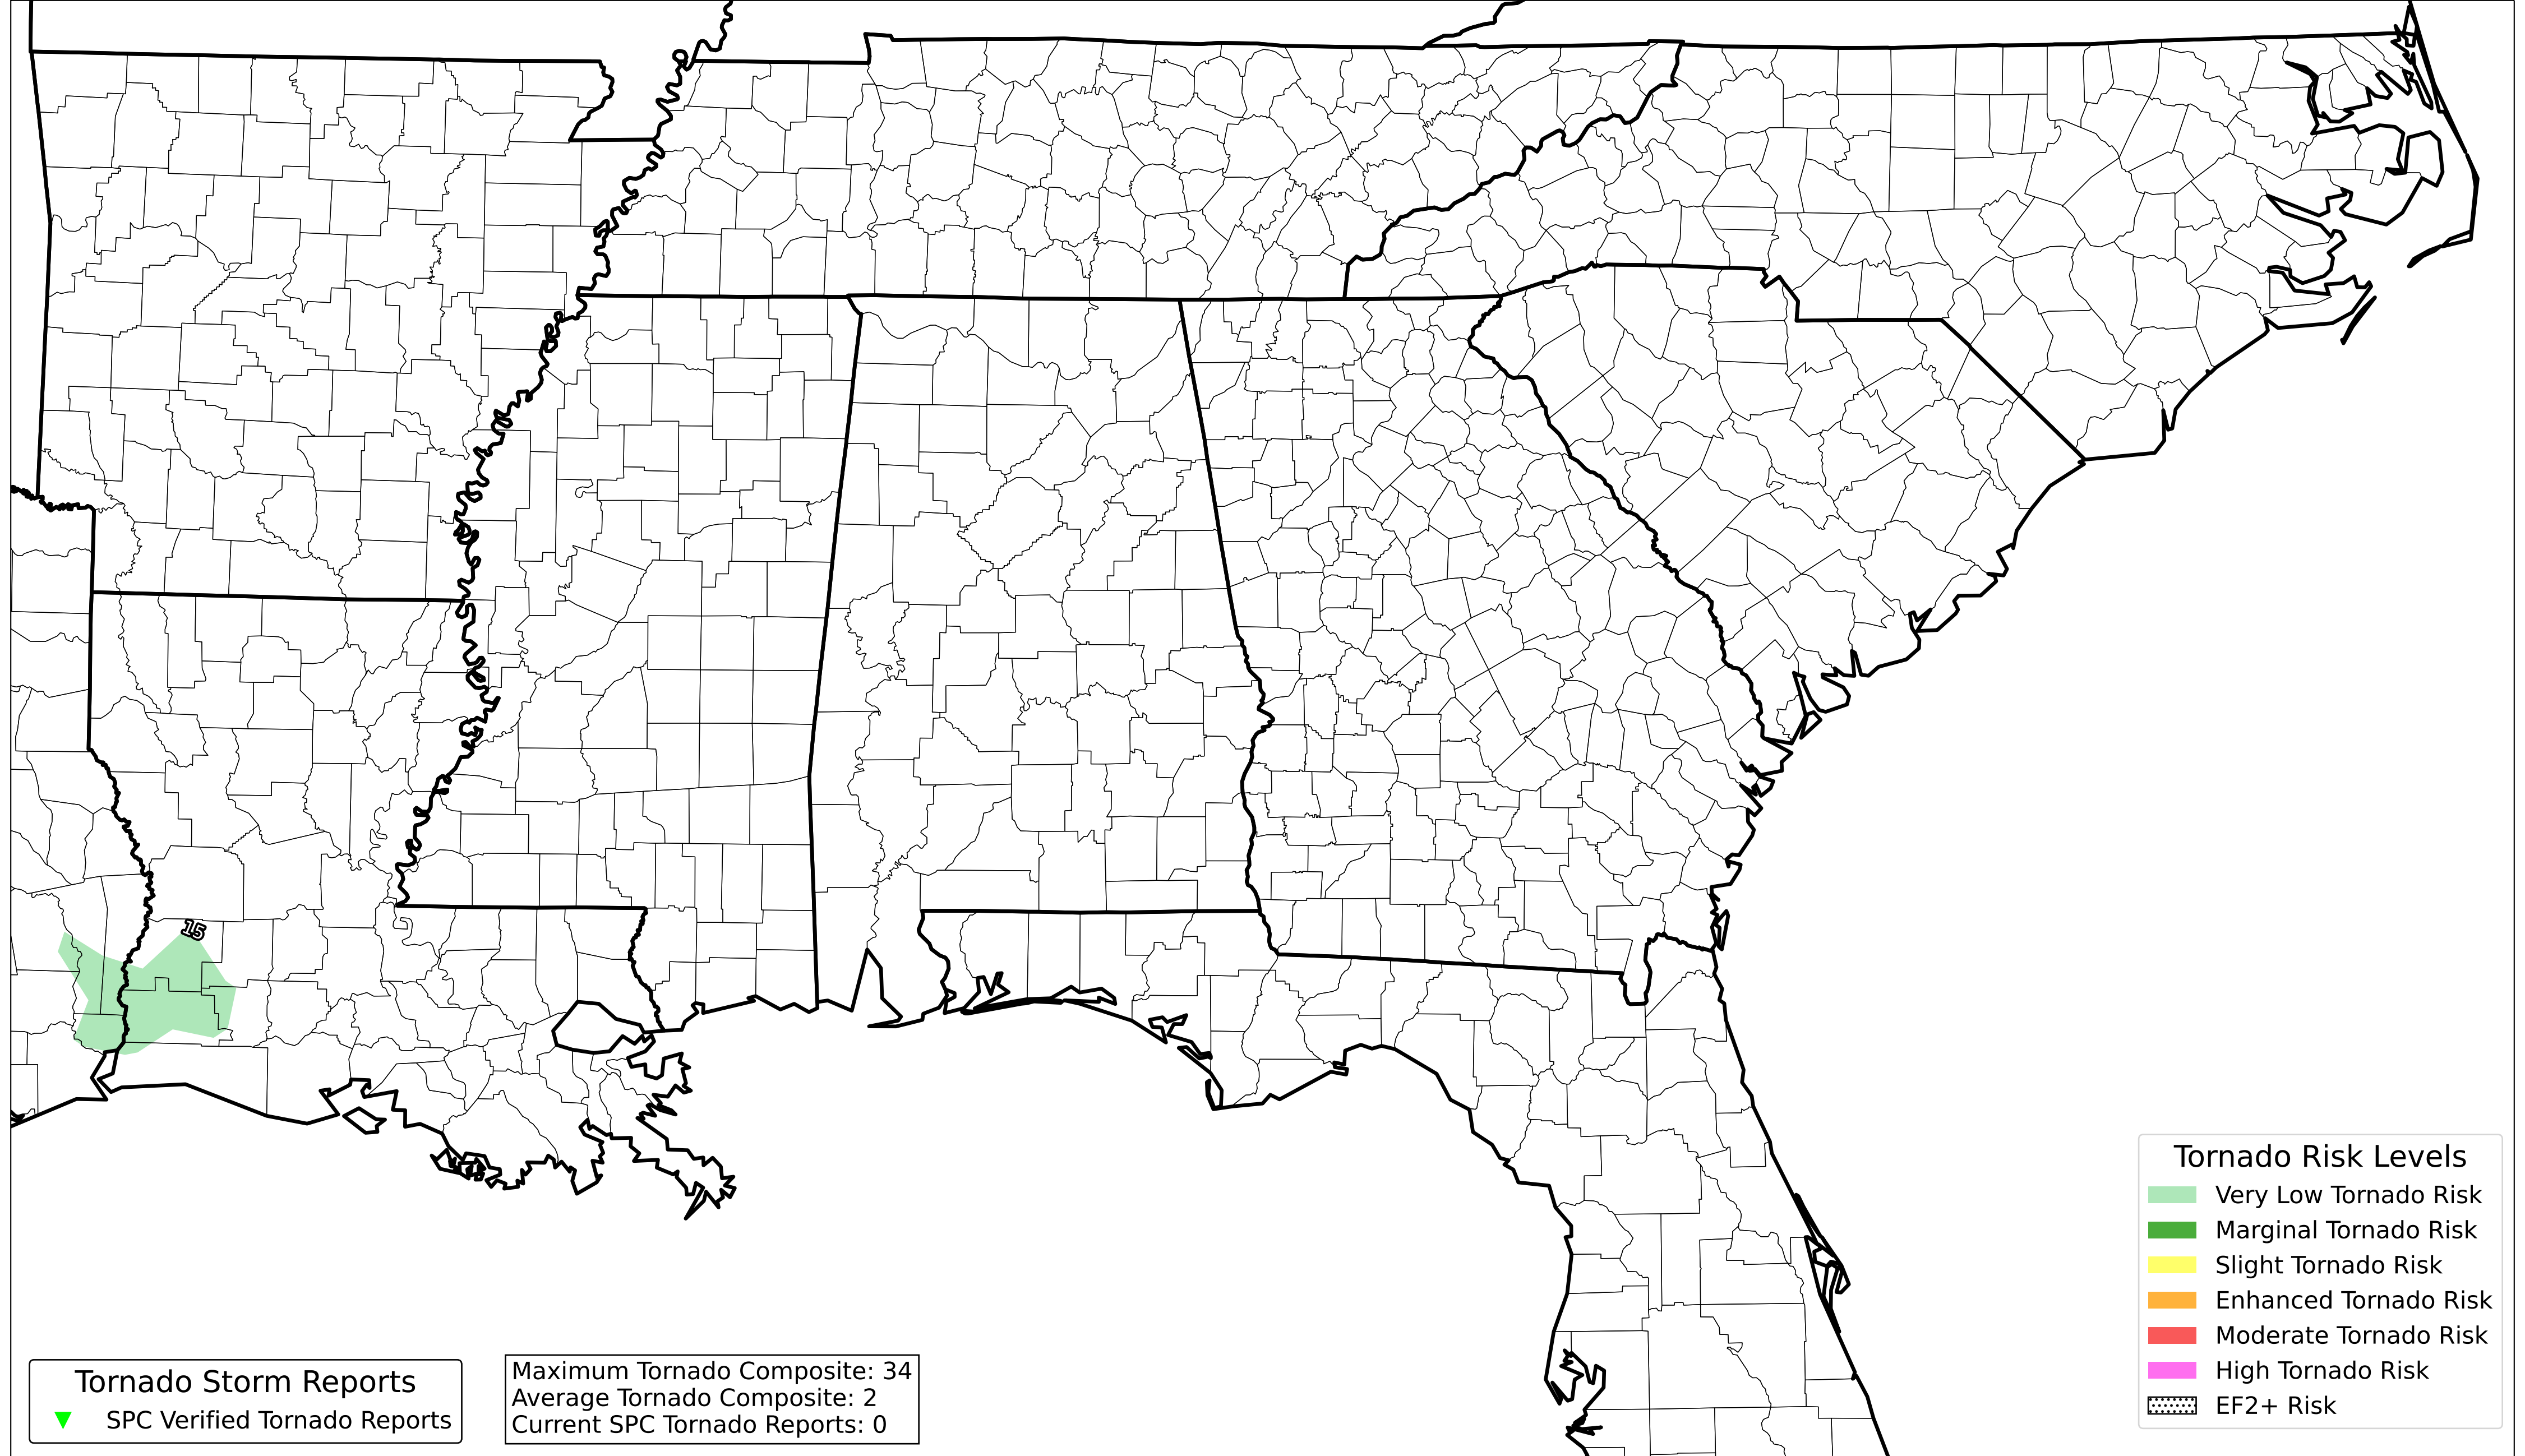 15
Tornado Risk Levels
Very Low Tornado Risk
Marginal Tornado Risk
Slight Tornado Risk
Enhanced Tornado Risk
Moderate Tornado Risk
High Tornado Risk
EF2+ Risk
Tornado Storm Reports
SPC Verified Tornado Reports
Maximum Tornado Composite: 34
Average Tornado Composite: 2
Current SPC Tornado Reports: 0